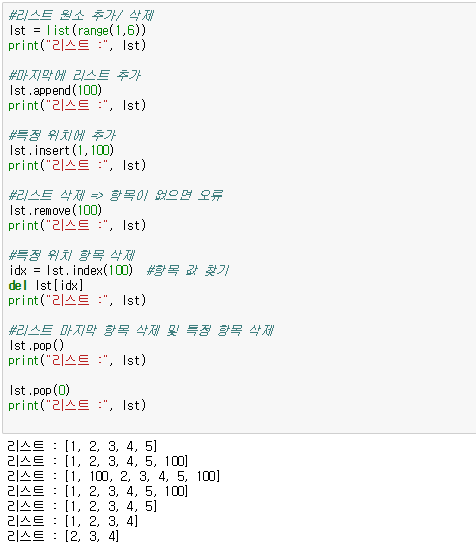 #리스트 원소 추가/ 삭제
lst = list(range(1,6))
print("리스트 :", lst)
#마지막에 리스트 추가
lst.append(100)
print("리스트 :", lst)
#특정 위치에 추가
lst.insert(1,100)
print("리스트 :", lst)
#리스트 삭제 => 항목이 없으면 오류
lst.remove(100)
print("리스트 :", lst)
#특정 위치 항목 삭제
idx = lst.index(100)  #항목 값 찾기
del lst[idx]
print("리스트 :", lst)
#리스트 마지막 항목 삭제 및 특정 항목 삭제
lst.pop()
print("리스트 :", lst)
lst.pop(0)
print("리스트 :", lst)
리스트 : [1, 2, 3, 4, 5]
리스트 : [1, 2, 3, 4, 5, 100]
리스트 : [1, 100, 2, 3, 4, 5, 100]
리스트 : [1, 2, 3, 4, 5, 100]
리스트 : [1, 2, 3, 4, 5]
리스트 : [1, 2, 3, 4]
리스트 : [2, 3, 4]